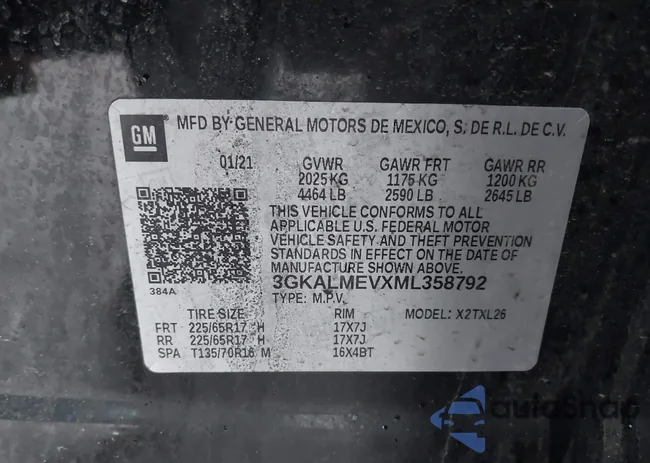 GM
MFD BY GENERAL MOTORS DE MEXICO, S. DE R.L. DE C.V.
01/21 GVWR GAWR FRT GAWR RR
2025 KG 1175 KG 1200 KG
4464 LB 2590 LB 2645 LB
THIS VEHICLE CONFORMS TO ALL
APPLICABLE U.S. FEDERAL MOTOR
VEHICLE SAFETY AND THEFT PREVENTION
STANDARDS IN EFFECT ON THE DATE OF
MANUFACTURE SHOWN ABOVE.
3GKALMEVXML358792
384A
TYPE: M.P.V. MODEL: X2TXL26
TIRE SIZE RIM
FRT 225/65R17 H 17X7J
RR 225/65R17 H 17X7J
SPA T135/70R16 M 16X4BT
autaShop